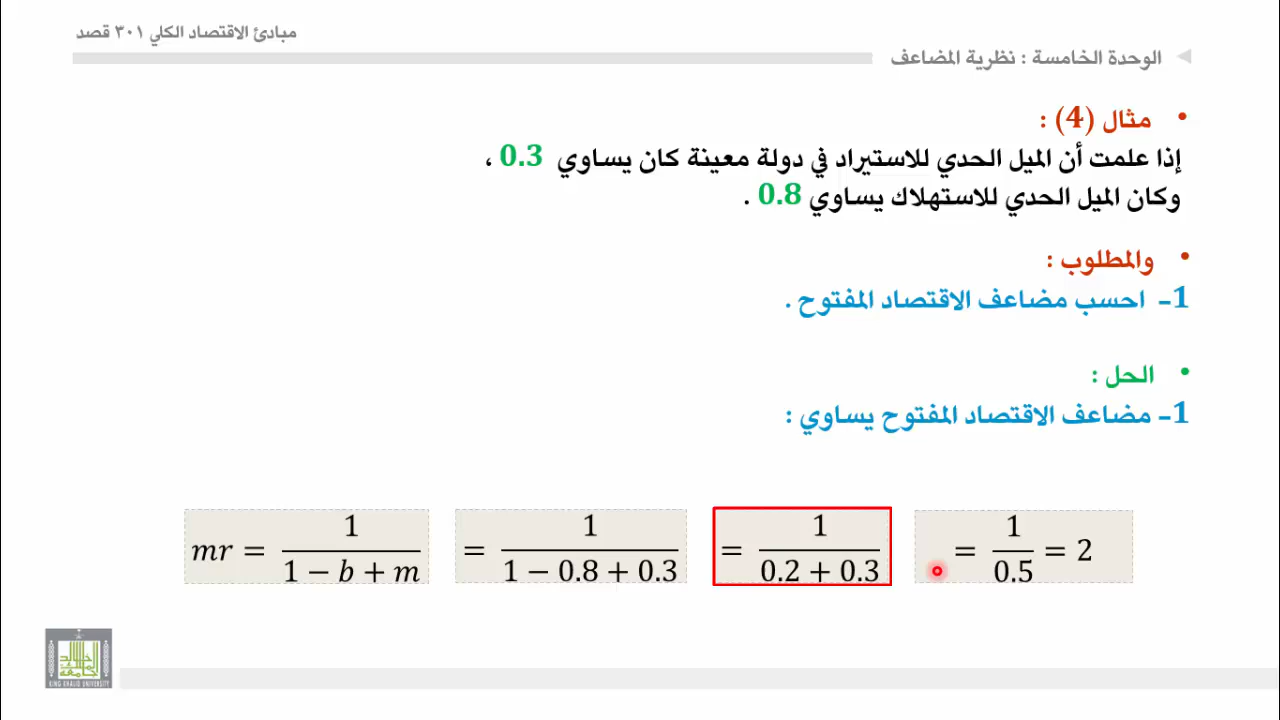 مبادئ الاقتصاد الكلي ٣٠١ قصد
الوحدة الخامسة : نظرية المضاعف
• مثال (4) :
إذا علمت أن الميل الحدي للاستيراد في دولة معينة كان يساوي 0.3 ،
وكان الميل الحدي للاستهلاك يساوي 0.8 .
• والمطلوب :
1- احسب مضاعف الاقتصاد المفتوح .
• الحل :
1- مضاعف الاقتصاد المفتوح يساوي :
mr = 1 / (1 − b + m) = 1 / (1 − 0.8 + 0.3) = 1 / (0.2 + 0.3) = 1 / 0.5 = 2
KING KHALID UNIVERSITY